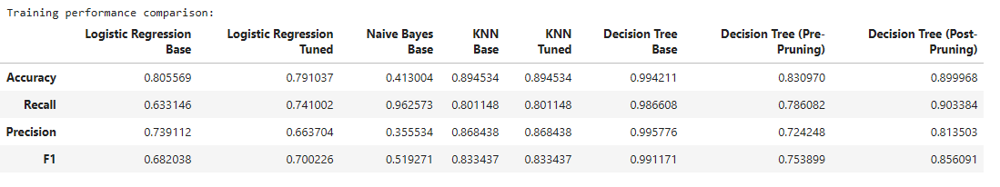 Training performance comparison:
Logistic Regression Base Logistic Regression Tuned Naive Bayes Base KNN Base KNN Tuned Decision Tree Base Decision Tree (Pre-Pruning) Decision Tree (Post-Pruning)
Accuracy 0.805569 0.791037 0.413004 0.894534 0.894534 0.994211 0.830970 0.899968
Recall 0.633146 0.741002 0.962573 0.801148 0.801148 0.986608 0.786082 0.903384
Precision 0.739112 0.663704 0.355534 0.868438 0.868438 0.995776 0.724248 0.813503
F1 0.682038 0.700226 0.519271 0.833437 0.833437 0.991171 0.753899 0.856091